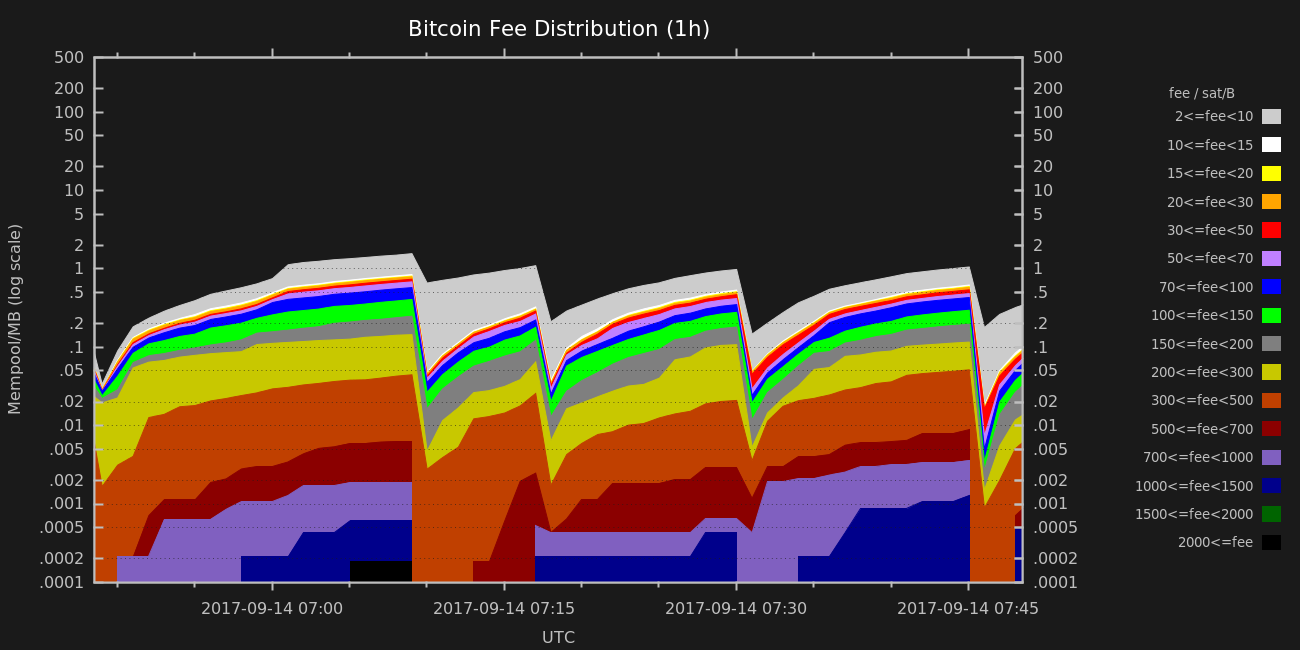 Bitcoin Fee Distribution (1h)
500
200
100
50
20
10
5
2
1
.5
.2
.1
.05
.02
.01
.005
.002
.001
.0005
.0002
.0001
Mempool/MB (log scale)
500
200
100
50
20
10
5
2
1
.5
.2
.1
.05
.02
.01
.005
.002
.001
.0005
.0002
.0001
2017-09-14 07:00
2017-09-14 07:15
2017-09-14 07:30
2017-09-14 07:45
UTC
fee / sat/B
2<=fee<10
10<=fee<15
15<=fee<20
20<=fee<30
30<=fee<50
50<=fee<70
70<=fee<100
100<=fee<150
150<=fee<200
200<=fee<300
300<=fee<500
500<=fee<700
700<=fee<1000
1000<=fee<1500
1500<=fee<2000
2000<=fee